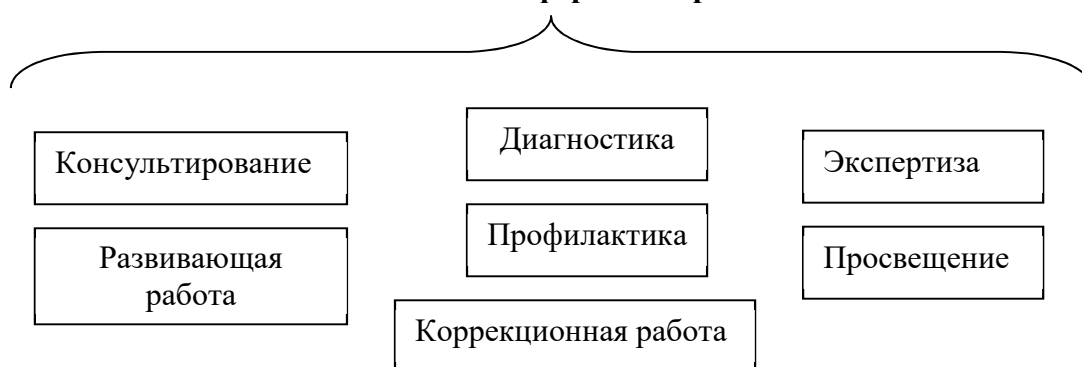 Консультирование
Развивающая
работа
Диагностика
Профилактика
Коррекционная работа
Экспертиза
Просвещение